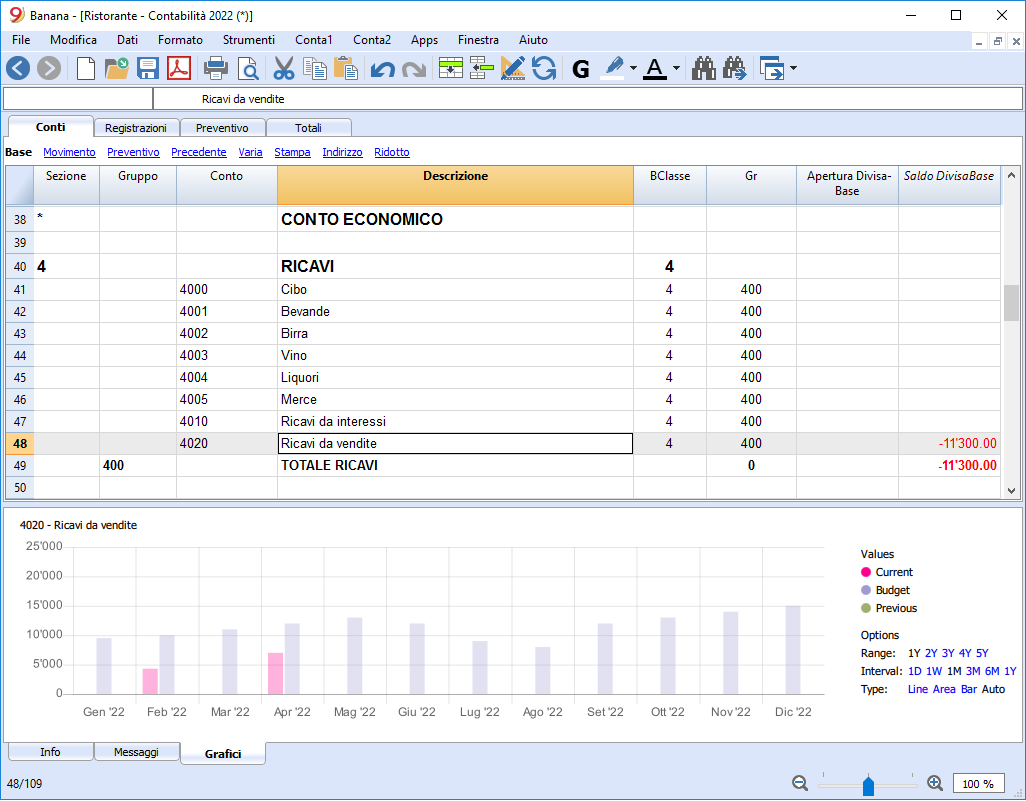 Banana - [Ristorante - Contabilità 2022 (*)]
File Modifica Dati Formato Strumenti Conta1 Conta2 Apps Finestra Aiuto
G A
Ricavi da vendite
Conti Registrazioni Preventivo Totali
Base Movimento Preventivo Precedente Varia Stampa Indirizzo Ridotto
Sezione Gruppo Conto Descrizione BClasse Gr Apertura Divisa-Base Saldo DivisaBase
38 * CONTO ECONOMICO
39
40 4 RICAVI 4
41 4000 Cibo 4 400
42 4001 Bevande 4 400
43 4002 Birra 4 400
44 4003 Vino 4 400
45 4004 Liquori 4 400
46 4005 Merce 4 400
47 4010 Ricavi da interessi 4 400
48 4020 Ricavi da vendite 4 400 -11'300.00
49 400 TOTALE RICAVI 0 -11'300.00
50
4020 - Ricavi da vendite
25'000
20'000
15'000
10'000
5'000
0
Gen '22 Feb '22 Mar '22 Apr '22 Mag '22 Giu '22 Lug '22 Ago '22 Set '22 Ott '22 Nov '22 Dic '22
Values
Current
Budget
Previous
Options
Range: 1Y 2Y 3Y 4Y 5Y
Interval: 1D 1W 1M 3M 6M 1Y
Type: Line Area Bar Auto
Info Messaggi Grafici
48/109 100 %